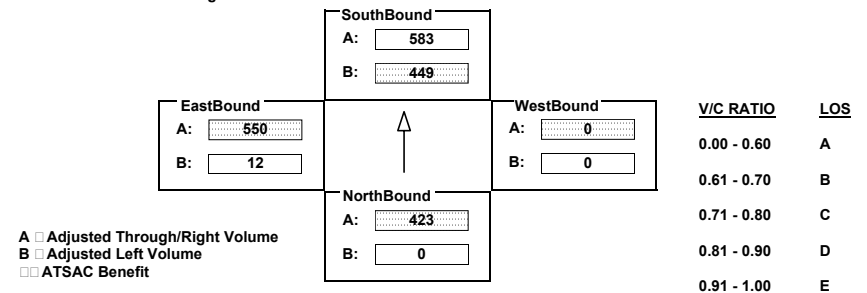 SouthBound
A: 583
B: 449
EastBound
A: 550
B: 12
WestBound
A: 0
B: 0
NorthBound
A: 423
B: 0
A □ Adjusted Through/Right Volume
B □ Adjusted Left Volume
□□ ATSAC Benefit
V/C RATIO LOS
0.00 - 0.60 A
0.61 - 0.70 B
0.71 - 0.80 C
0.81 - 0.90 D
0.91 - 1.00 E